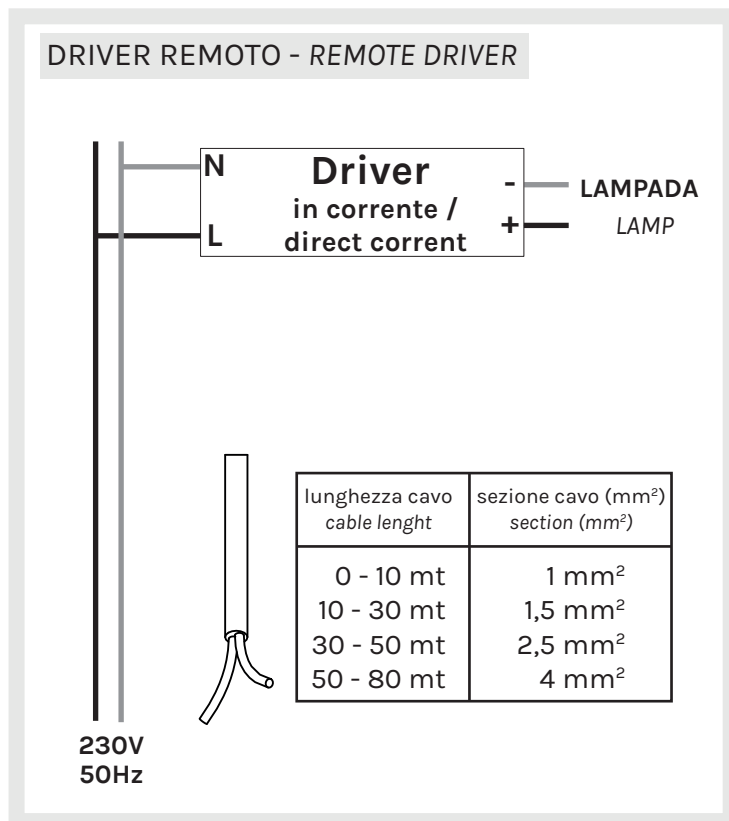 DRIVER REMOTO - REMOTE DRIVER
N
Driver
in corrente /
direct current
L
-
+
LAMPADA
LAMP
lunghezza cavo
cable lenght
sezione cavo (mm²)
section (mm²)
0 - 10 mt 1 mm²
10 - 30 mt 1,5 mm²
30 - 50 mt 2,5 mm²
50 - 80 mt 4 mm²
230V
50Hz